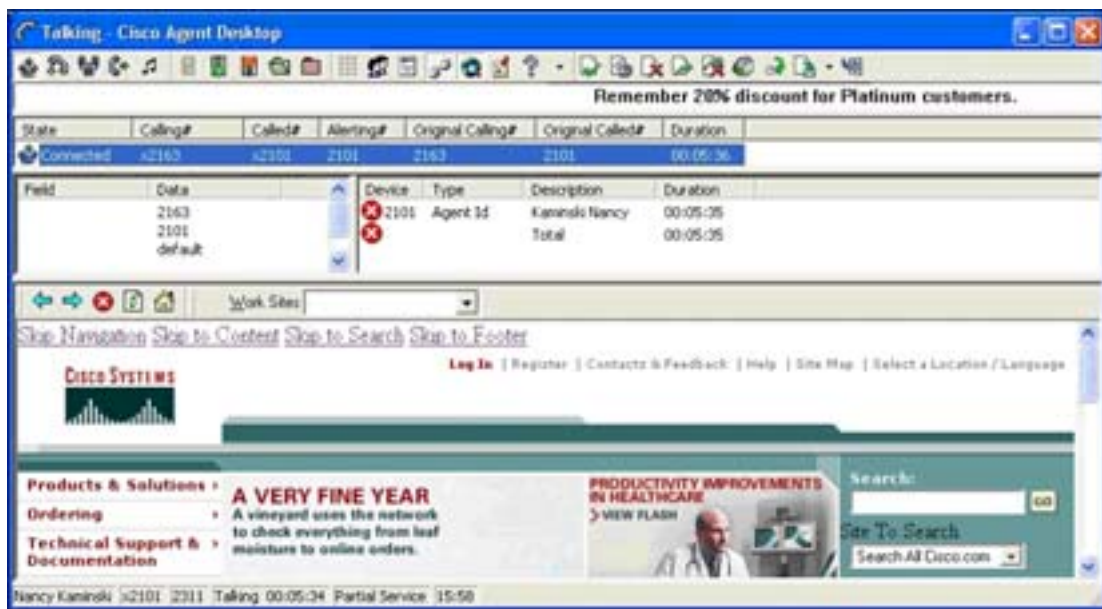 Talking - Cisco Agent Desktop
Remember 20% discount for Platinum customers.
State Calling# Called# Alerting# Original Calling# Original Called# Duration
Connected x2163 x2101 2101 2163 2101 00:05:36
Field Data Device Type Description Duration
2163 2101 Agent Id Kaminski Nancy 00:05:35
2101 Total 00:05:35
default
Work Sites
Skip Navigation Skip to Content Skip to Search Skip to Footer
Log In | Register | Contacts & Feedback | Help | Site Map | Select a Location / Language
CISCO SYSTEMS
Products & Solutions
Ordering
Technical Support & Documentation
A VERY FINE YEAR
A vineyard uses the network
to check everything from leaf
moisture to online orders.
PRODUCTIVITY IMPROVEMENTS
IN HEALTHCARE
VIEW FLASH
Search:
GO
Site To Search
Search All Cisco.com
Nancy Kaminski x2101 2311 Talking 00:05:34 Partial Service 15:58